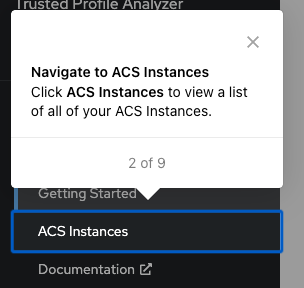 Trusted Profile Analyzer
Navigate to ACS Instances
Click ACS Instances to view a list
of all of your ACS Instances.
2 of 9
Getting Started
ACS Instances
Documentation